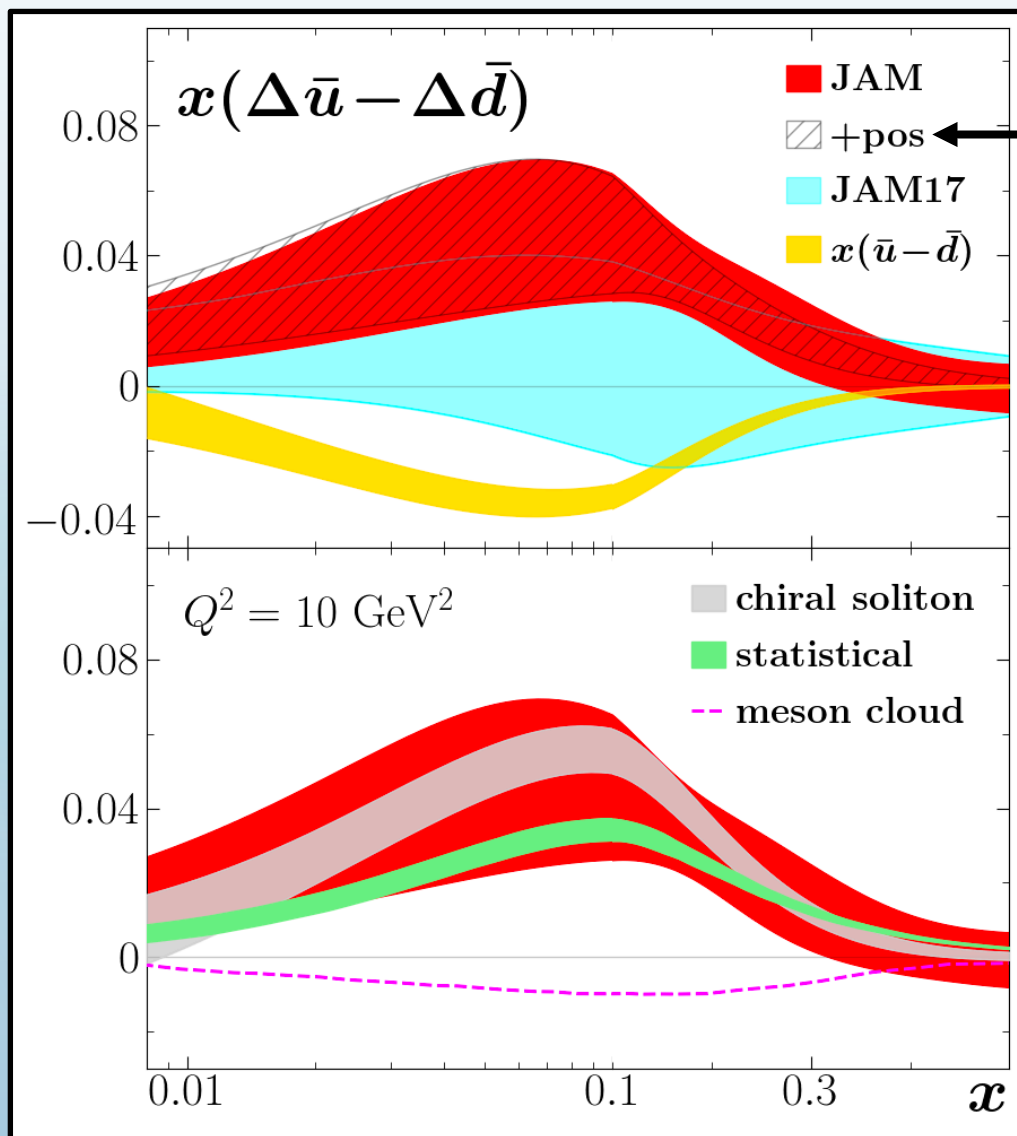 x(Δū − Δd̄)
JAM
+pos
JAM17
x(ū−d̄)
0.08
0.04
0
−0.04
Q² = 10 GeV²
chiral soliton
statistical
meson cloud
0.08
0.04
0
0.01 0.1 0.3 x